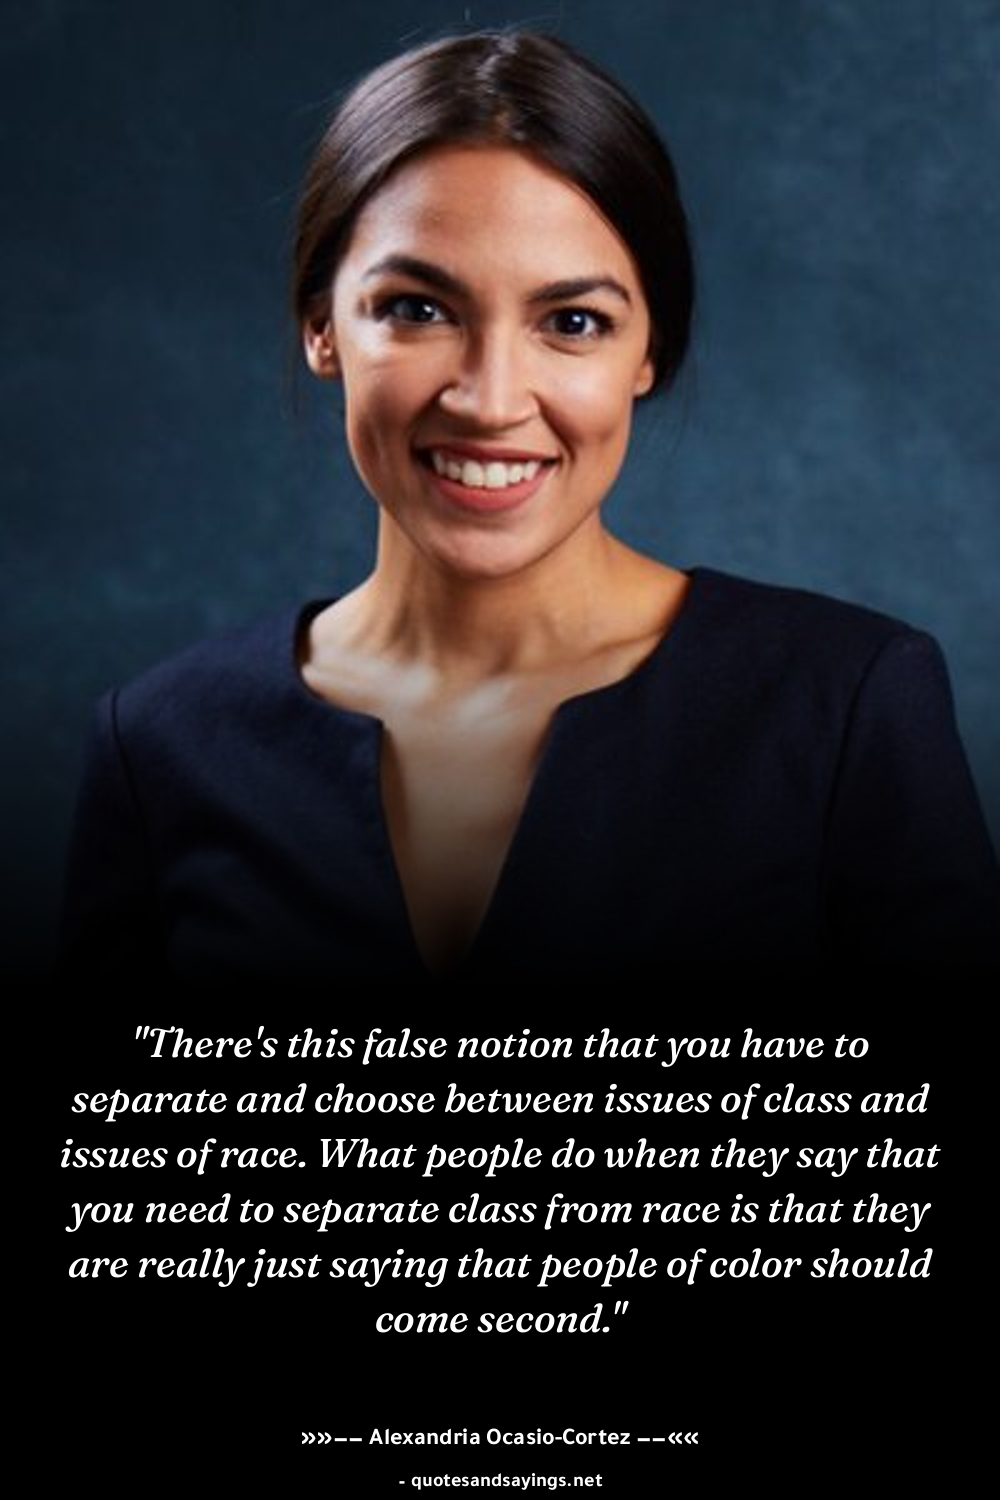 "There's this false notion that you have to
separate and choose between issues of class and
issues of race. What people do when they say that
you need to separate class from race is that they
are really just saying that people of color should
come second."
»»–– Alexandria Ocasio-Cortez ––««
- quotesandsayings.net